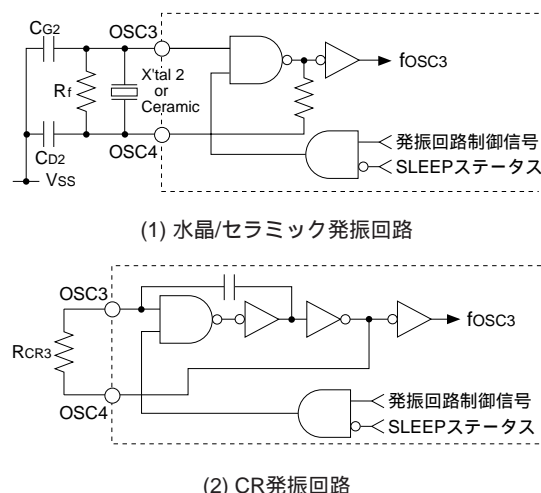 CG2
OSC3
fOSC3
X'tal 2
or
Ceramic
Rf
OSC4
CD2
VSS
発振回路制御信号
SLEEPステータス
(1) 水晶/セラミック発振回路
OSC3
fOSC3
RCR3
OSC4
発振回路制御信号
SLEEPステータス
(2) CR発振回路